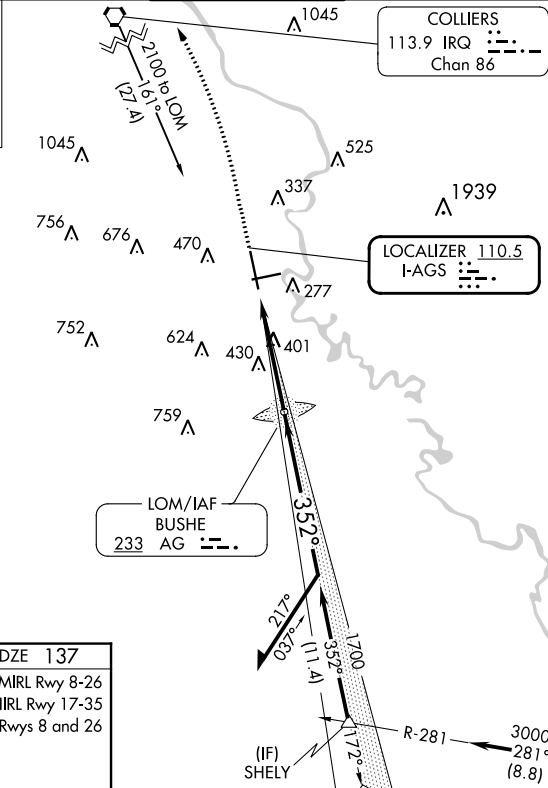 1045
COLLIERS
113.9 IRQ
Chan 86
2100 to LOM
161°
(27.4)
1045
525
337
1939
756
676
470
LOCALIZER 110.5
I-AGS
277
752
624
430
401
759
LOM/IAF
BUSHE
233 AG
352°
217°
037°
(11.4)
352°
1700
DZE 137
MIRL Rwy 8-26
HIRL Rwy 17-35
Rwys 8 and 26
(IF)
SHELY
172°
R-281
3000
281°
(8.8)